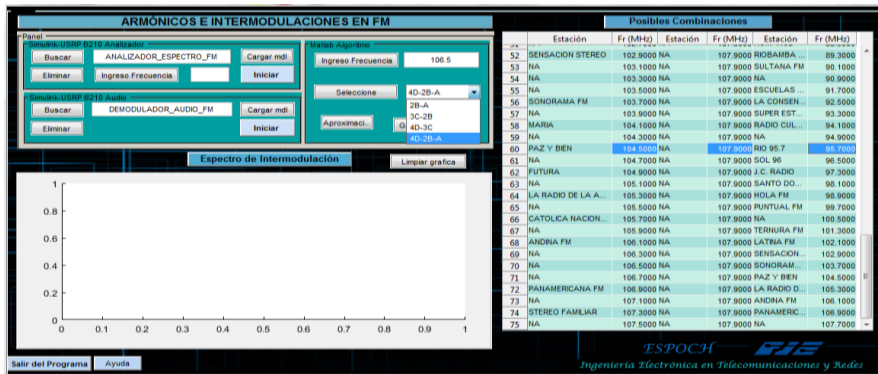 ARMÓNICOS E INTERMODULACIONES EN FM
Panel
Simulink-USRP B210 Analizador
Buscar ANALIZADOR_ESPECTRO_FM Cargar mdl
Eliminar Ingreso Frecuencia Iniciar
Simulink-USRP B210 Audio
Buscar DEMODULADOR_AUDIO_FM Cargar mdl
Eliminar Iniciar
Matlab Algoritmo
Ingreso Frecuencia 106.5
Seleccione 4D-2B-A
2B-A
3C-2B
4D-3C
4D-2B-A
Aproximaci... G
Espectro de Intermodulación Limpiar grafica
1
0.8
0.6
0.4
0.2
0
0 0.1 0.2 0.3 0.4 0.5 0.6 0.7 0.8 0.9 1
Salir del Programa Ayuda
Posibles Combinaciones
Estación Fr (MHz) Estación Fr (MHz) Estación Fr (MHz)
52 SENSACION STEREO 102.9000 NA 107.9000 RIOBAMBA ... 89.3000
53 NA 103.1000 NA 107.9000 SULTANA FM 90.1000
54 NA 103.3000 NA 107.9000 NA 90.9000
55 NA 103.5000 NA 107.9000 ESCUELAS ... 91.7000
56 SONORAMA FM 103.7000 NA 107.9000 LA CONSEN... 92.5000
57 NA 103.9000 NA 107.9000 SUPER EST... 93.3000
58 MARIA 104.1000 NA 107.9000 RADIO CUL... 94.1000
59 NA 104.3000 NA 107.9000 NA 94.9000
60 PAZ Y BIEN 104.5000 NA 107.9000 RIO 95.7 95.7000
61 NA 104.7000 NA 107.9000 SOL 96 96.5000
62 FUTURA 104.9000 NA 107.9000 J.C. RADIO 97.3000
63 NA 105.1000 NA 107.9000 SANTO DO... 98.1000
64 LA RADIO DE LA A... 105.3000 NA 107.9000 HOLA FM 98.9000
65 NA 105.5000 NA 107.9000 PUNTUAL FM 99.7000
66 CATOLICA NACION... 105.7000 NA 107.9000 NA 100.5000
67 NA 105.9000 NA 107.9000 TERNURA FM 101.3000
68 ANDINA FM 106.1000 NA 107.9000 LATINA FM 102.1000
69 NA 106.3000 NA 107.9000 SENSACION... 102.9000
70 NA 106.5000 NA 107.9000 SONORAM... 103.7000
71 NA 106.7000 NA 107.9000 PAZ Y BIEN 104.5000
72 PANAMERICANA FM 106.9000 NA 107.9000 LA RADIO D... 105.3000
73 NA 107.1000 NA 107.9000 ANDINA FM 106.1000
74 STEREO FAMILIAR 107.3000 NA 107.9000 PANAMERIC... 106.9000
75 NA 107.5000 NA 107.9000 NA 107.7000
ESPOCH
Ingeniería Electrónica en Telecomunicaciones y Redes